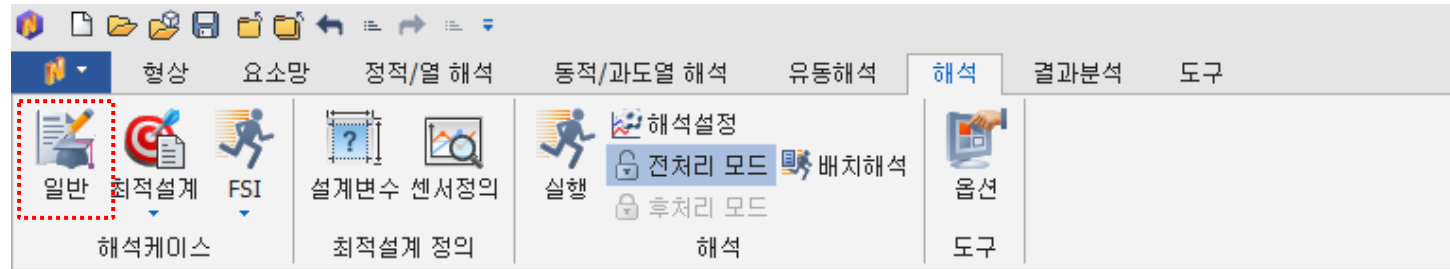 형상 요소망 정적/열 해석 동적/과도열 해석 유동해석 해석 결과분석 도구
일반 최적설계 FSI 설계변수 센서정의 실행 해석설정 옵션
전처리 모드 배치해석
후처리 모드
해석케이스 최적설계 정의 해석 도구